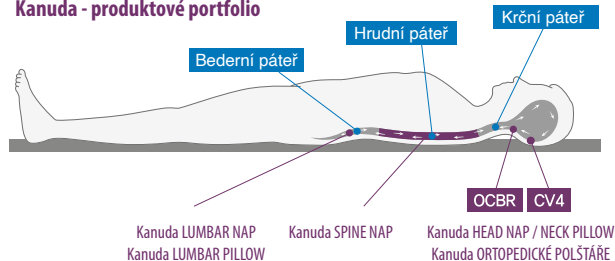 Kanuda - produktové portfolio
Krční páteř
Hrudní páteř
Bederní páteř
OCBR
CV4
Kanuda LUMBAR NAP
Kanuda LUMBAR PILLOW
Kanuda SPINE NAP
Kanuda HEAD NAP / NECK PILLOW
Kanuda ORTOPEDICKÉ POLŠTÁŘE